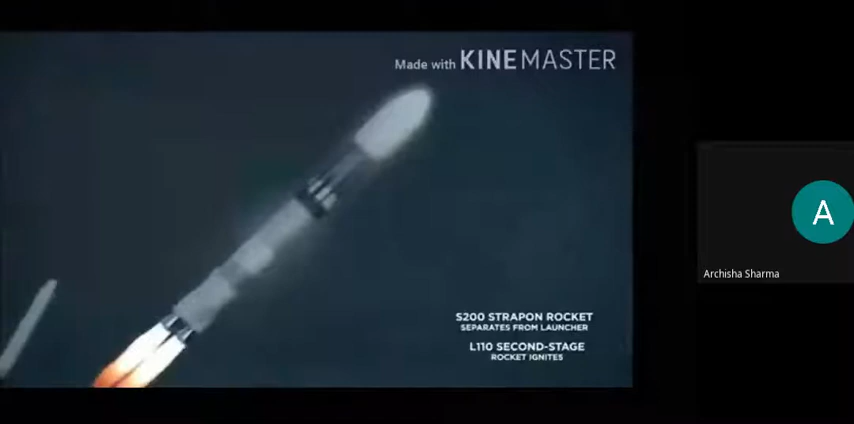 Made with KINEMASTER
S200 STRAPON ROCKET
SEPARATES FROM LAUNCHER
L110 SECOND-STAGE
ROCKET IGNITES
A
Archisha Sharma